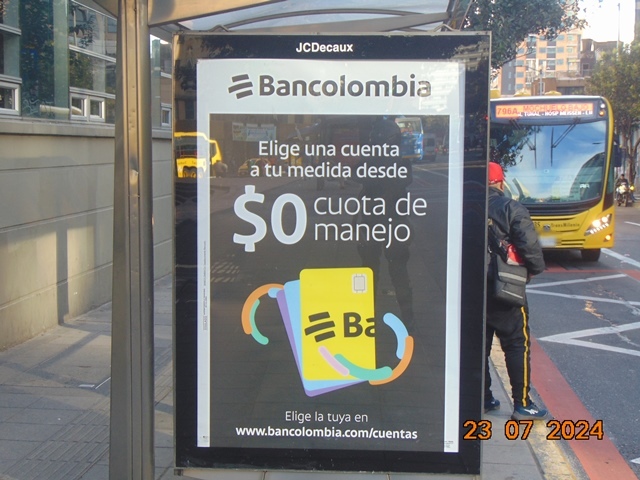 JCDecaux
Bancolombia
Elige una cuenta
a tu medida desde
$0 cuota de
manejo
Ba
Elige la tuya en
www.bancolombia.com/cuentas
23 07 2024